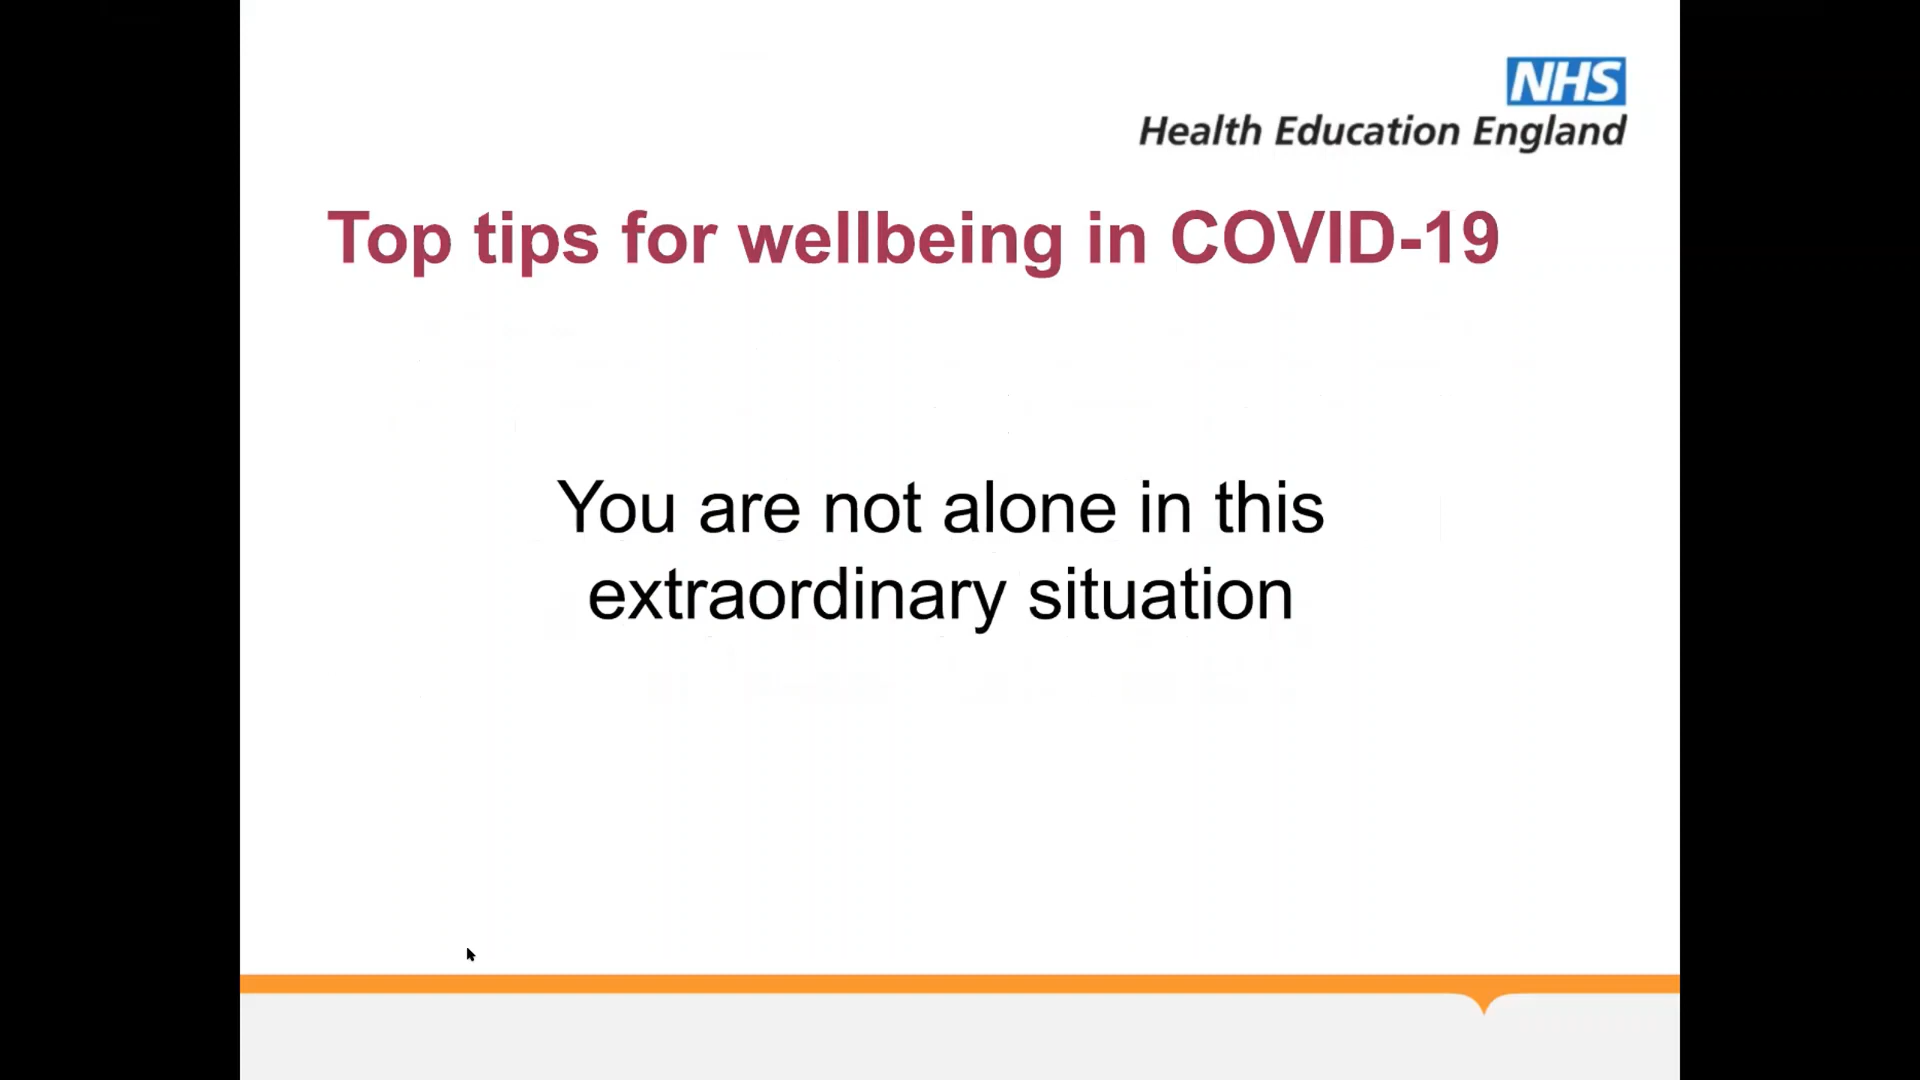 NHS
Health Education England
Top tips for wellbeing in COVID-19
You are not alone in this
extraordinary situation